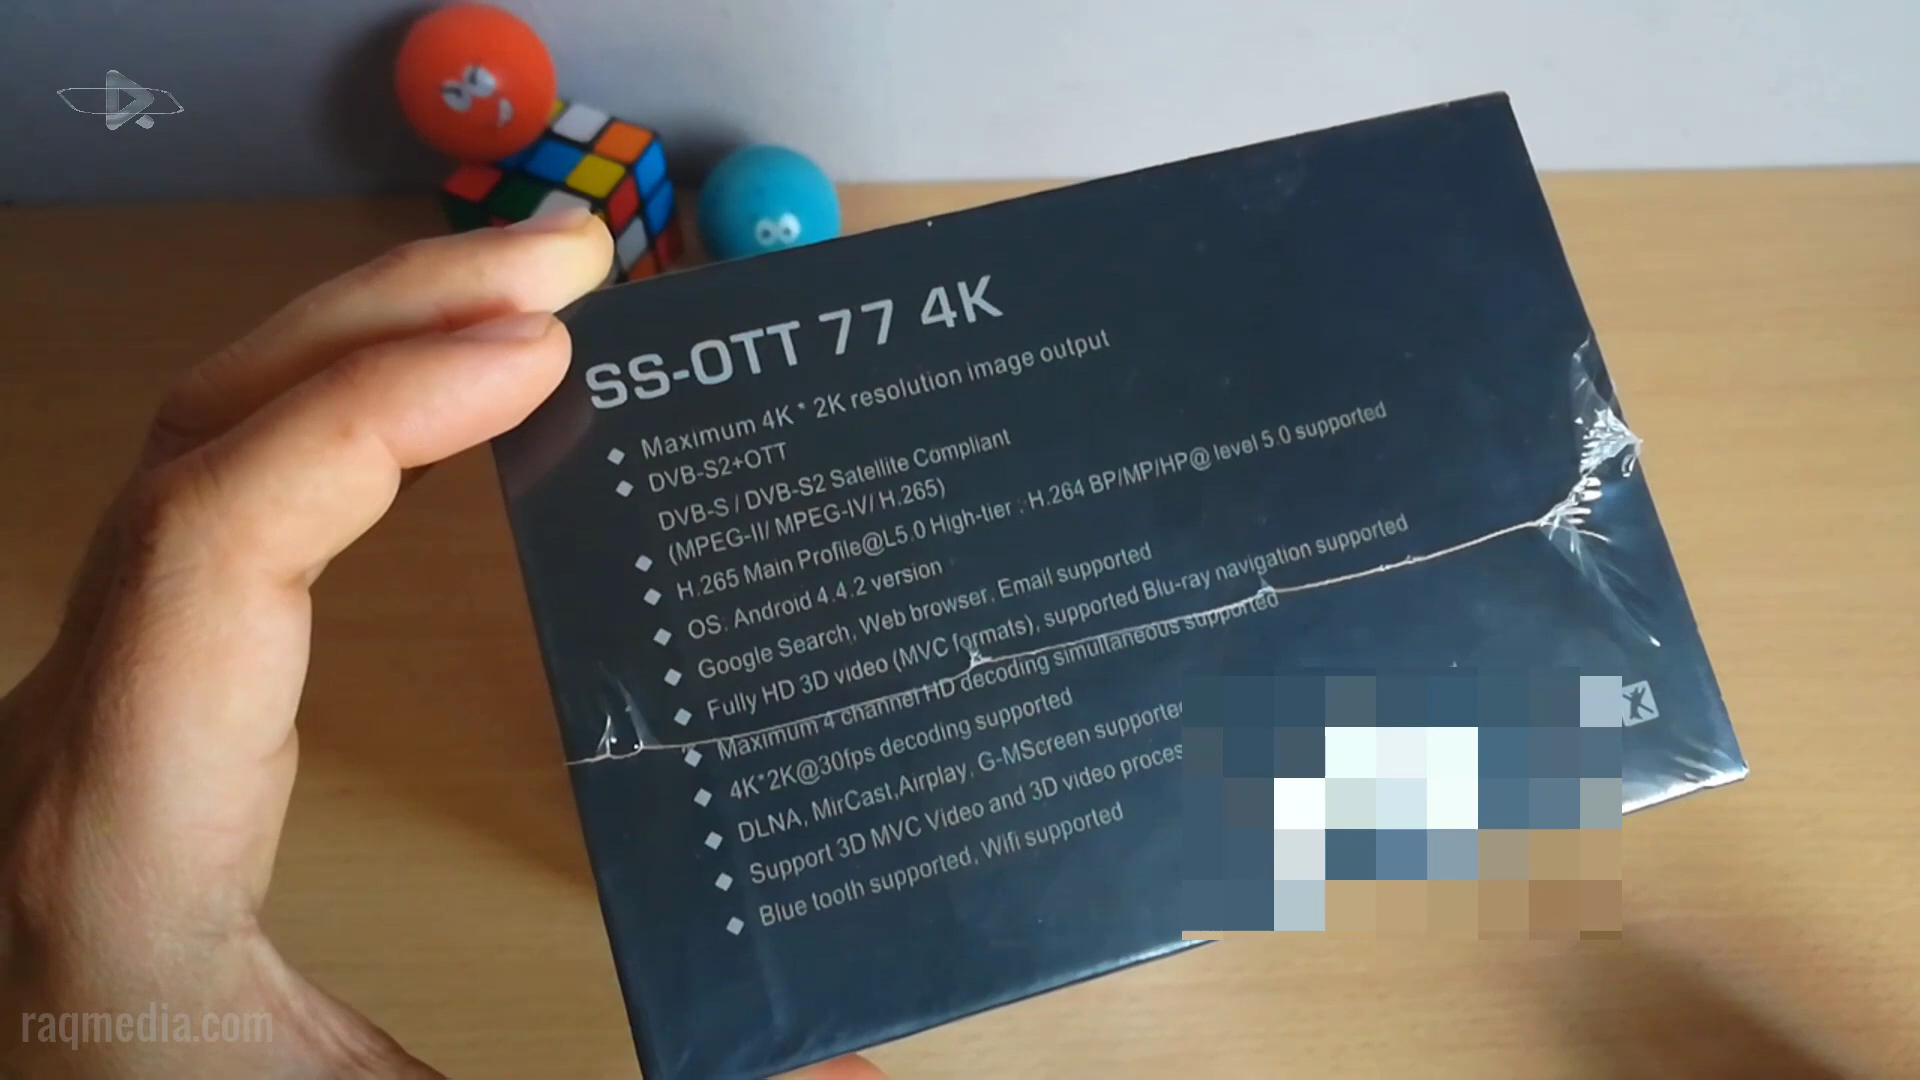 SS-OTT 77 4K
Maximum 4K * 2K resolution image output
DVB-S2+OTT
DVB-S / DVB-S2 Satellite Compliant
(MPEG-II/ MPEG-IV/ H.265)
H.265 Main Profile@L5.0 High-tier : H.264 BP/MP/HP@ level 5.0 supported
OS: Android 4.4.2 version
Google Search, Web browser, Email supported
Fully HD 3D video (MVC formats), supported Blu-ray navigation supported
Maximum 4 channel HD decoding simultaneous supported
4K*2K@30fps decoding supported
DLNA, MirCast,Airplay, G-MScreen supported
Support 3D MVC Video and 3D video proces
Blue tooth supported, Wifi supported
raqmedia.com